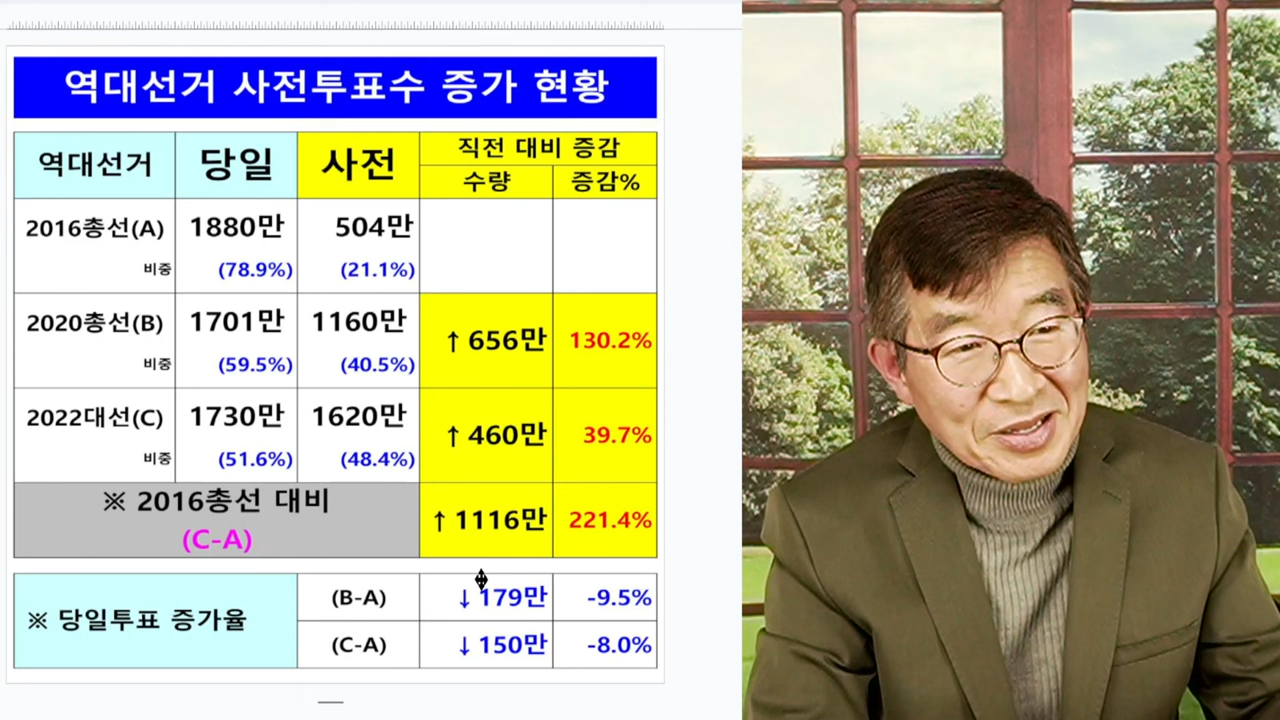 역대선거 사전투표수 증가 현황
역대선거 당일 사전 직전 대비 증감
수량 증감%
2016총선(A) 1880만 504만
비중 (78.9%) (21.1%)
2020총선(B) 1701만 1160만 ↑ 656만 130.2%
비중 (59.5%) (40.5%)
2022대선(C) 1730만 1620만 ↑ 460만 39.7%
비중 (51.6%) (48.4%)
※ 2016총선 대비 ↑ 1116만 221.4%
(C-A)
※ 당일투표 증가율 (B-A) ↓ 179만 -9.5%
(C-A) ↓ 150만 -8.0%